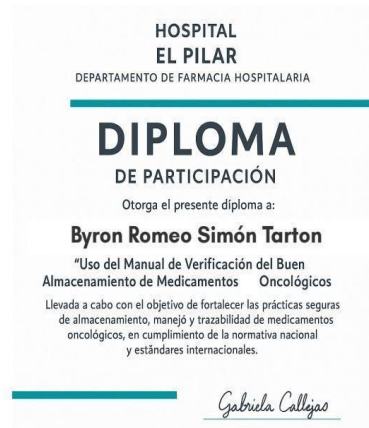 HOSPITAL
EL PILAR
DEPARTAMENTO DE FARMACIA HOSPITALARIA
DIPLOMA
DE PARTICIPACIÓN
Otorga el presente diploma a:
Byron Romeo Simón Tarton
“Uso del Manual de Verificación del Buen
Almacenamiento de Medicamentos Oncológicos
Llevada a cabo con el objetivo de fortalecer las prácticas seguras
de almacenamiento, manejó y trazabilidad de medicamentos
oncológicos, en cumplimiento de la normativa nacional
y estándares internacionales.
Gabriela Callejas